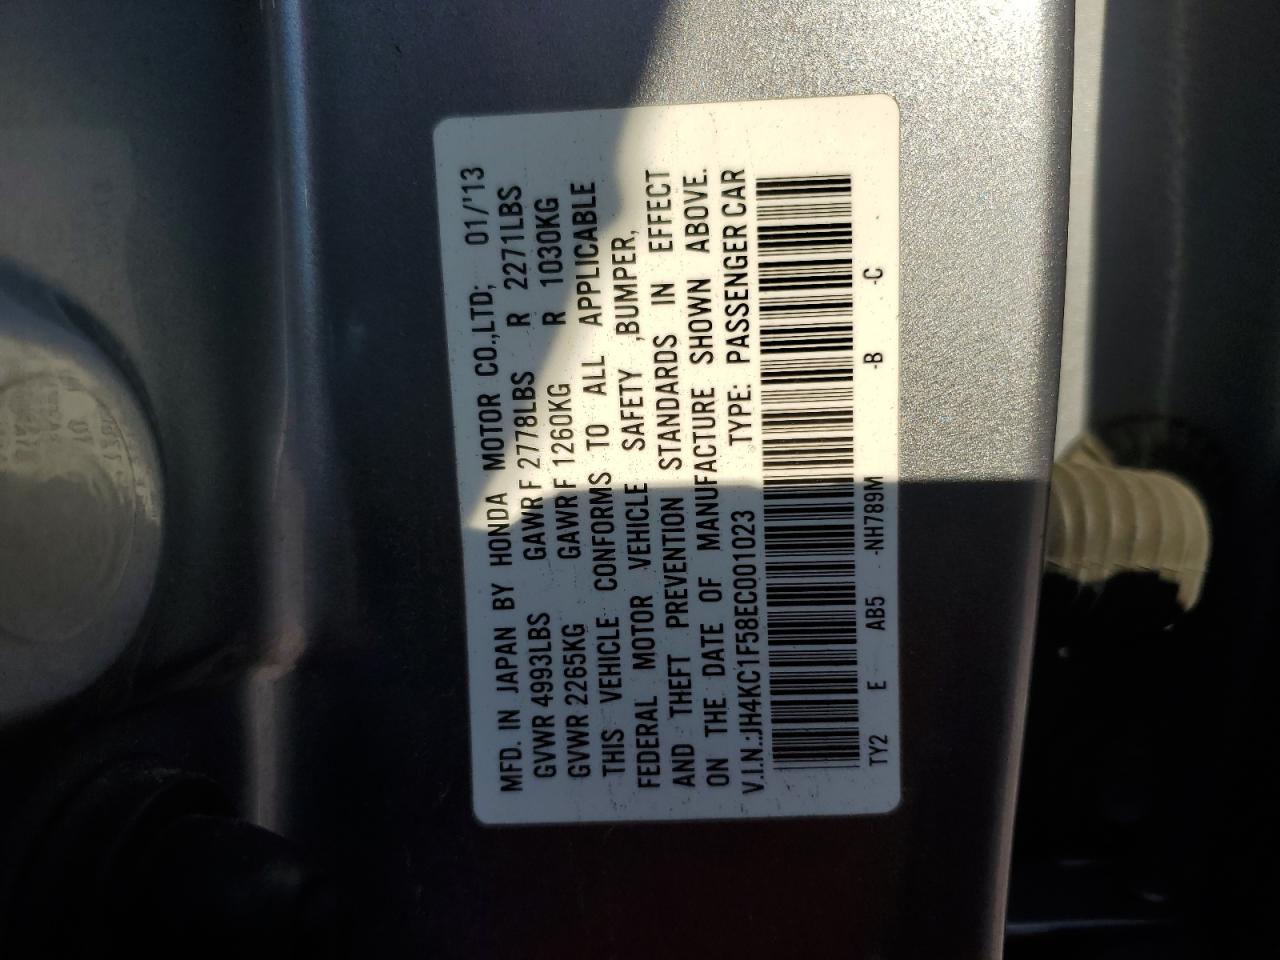 MFD. IN JAPAN BY HONDA MOTOR CO.,LTD; 01/'13
GVWR 4993LBS GAWR F 2778LBS R 2271LBS
GVWR 2265KG GAWR F 1260KG R 1030KG
THIS VEHICLE CONFORMS TO ALL APPLICABLE
FEDERAL MOTOR VEHICLE SAFETY ,BUMPER,
AND THEFT PREVENTION STANDARDS IN EFFECT
ON THE DATE OF MANUFACTURE SHOWN ABOVE.
V.I.N.:JH4KC1F58EC001023 TYPE: PASSENGER CAR
TY2 E AB5 -NH789M -B -C